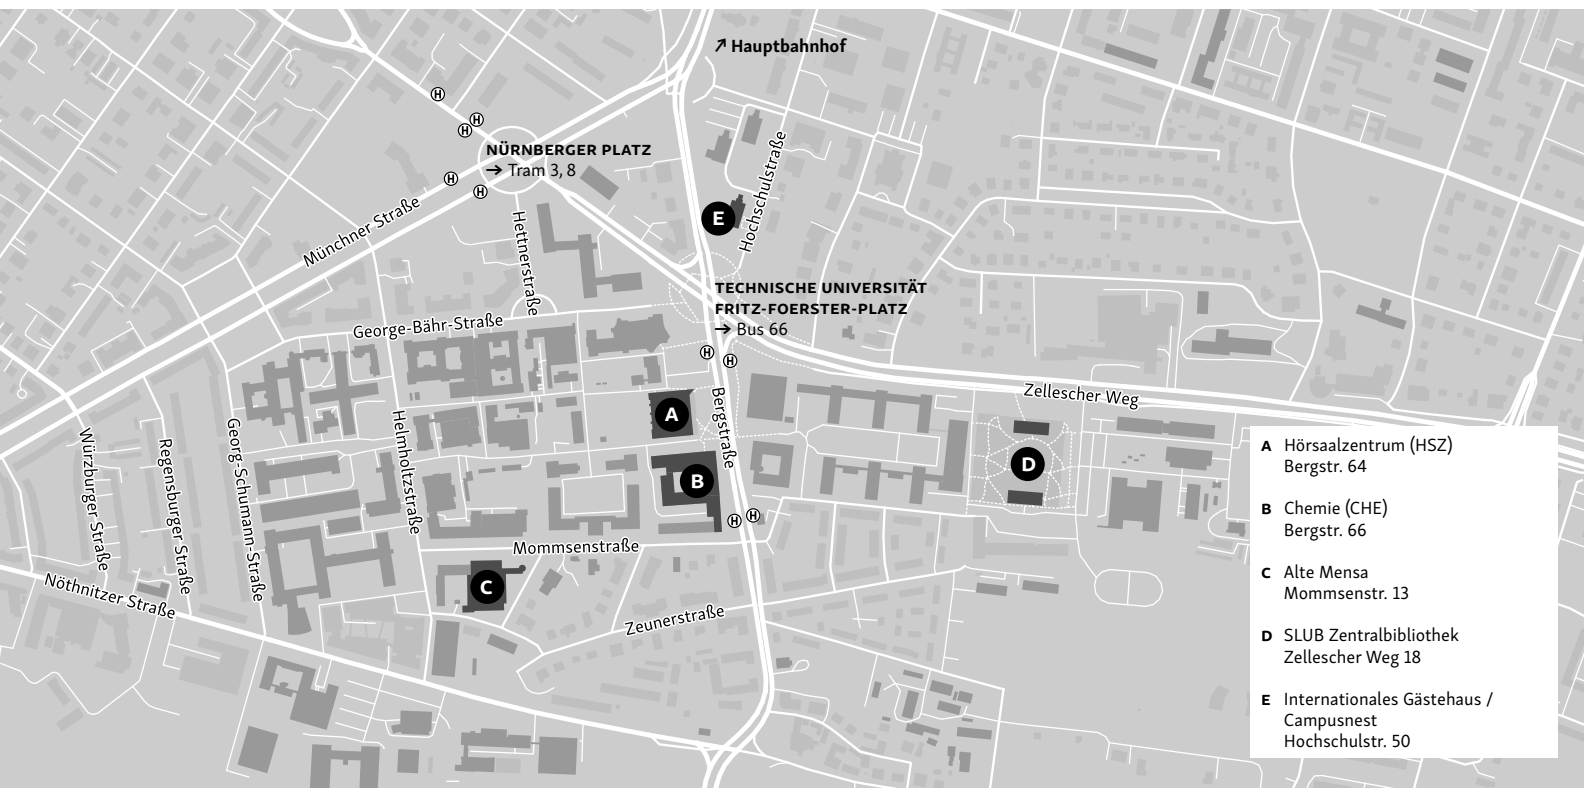 ↗ Hauptbahnhof
Ⓗ
Ⓗ
Ⓗ
NÜRNBERGER PLATZ
→ Tram 3, 8
Ⓗ
Ⓗ
Münchner Straße
Hettnerstraße
Hochschulstraße
E
TECHNISCHE UNIVERSITÄT
FRITZ-FOERSTER-PLATZ
→ Bus 66
George-Bähr-Straße
Ⓗ
Ⓗ
Zellescher Weg
A
Bergstraße
Würzburger Straße
Regensburger Straße
Georg-Schumann-Straße
Helmholtzstraße
D
B
Ⓗ
Ⓗ
Mommsenstraße
C
Nöthnitzer Straße
Zeunerstraße
A Hörsaalzentrum (HSZ)
Bergstr. 64
B Chemie (CHE)
Bergstr. 66
C Alte Mensa
Mommsenstr. 13
D SLUB Zentralbibliothek
Zellescher Weg 18
E Internationales Gästehaus /
Campusnest
Hochschulstr. 50